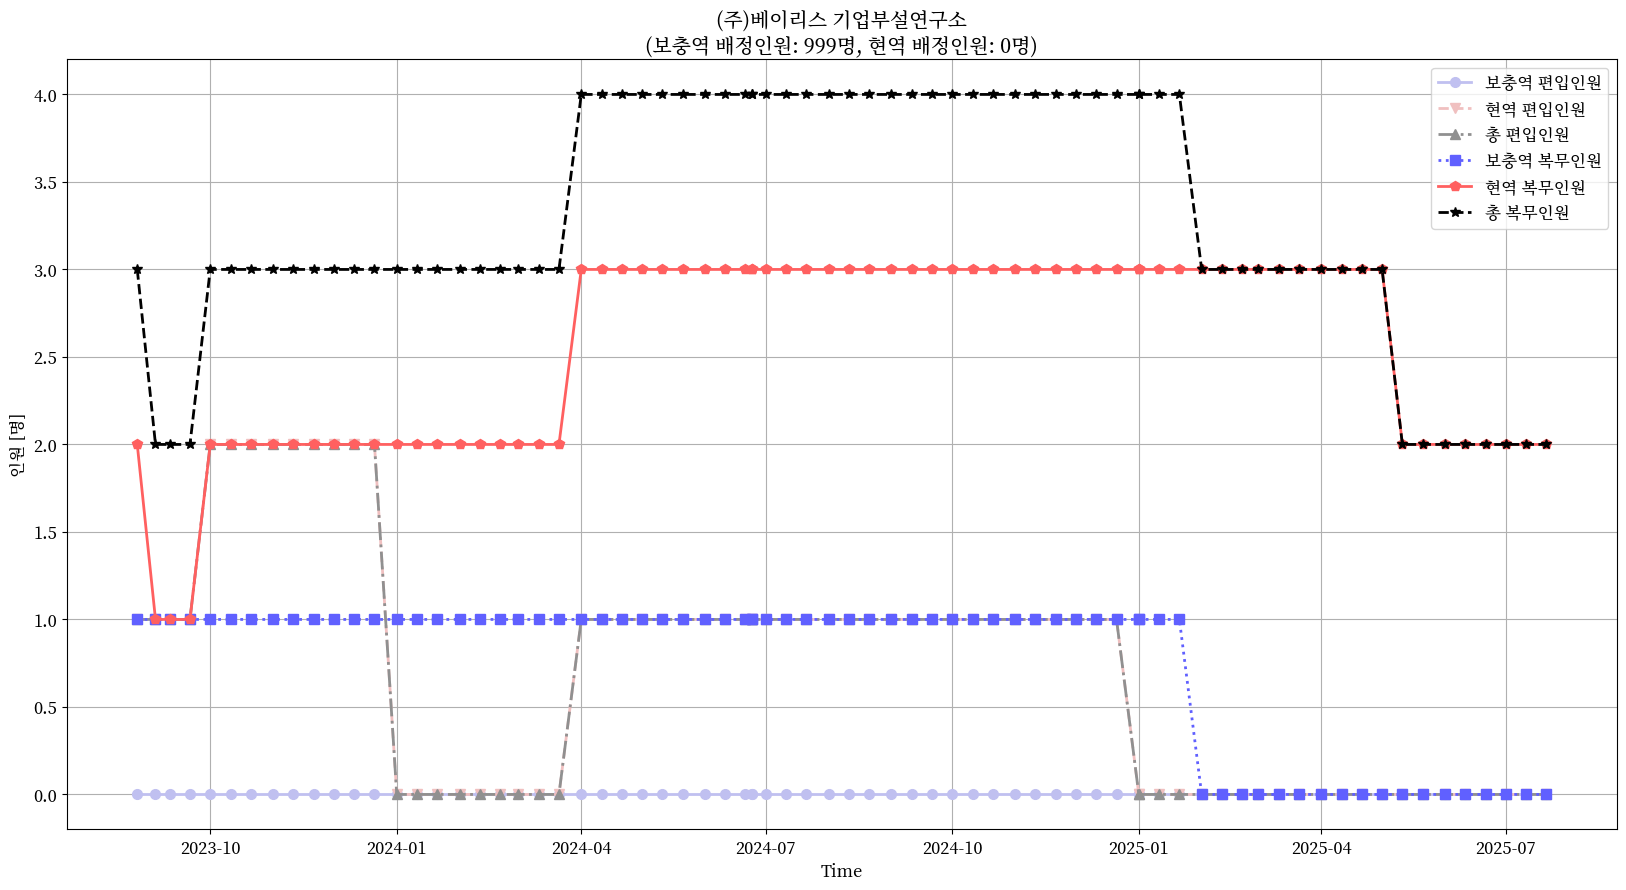 (주)베이리스 기업부설연구소
(보충역 배정인원: 999명, 현역 배정인원: 0명)
보충역 편입인원
현역 편입인원
총 편입인원
보충역 복무인원
현역 복무인원
총 복무인원
인원 [명]
4.0
3.5
3.0
2.5
2.0
1.5
1.0
0.5
0.0
2023-10
2024-01
2024-04
2024-07
2024-10
2025-01
2025-04
2025-07
Time